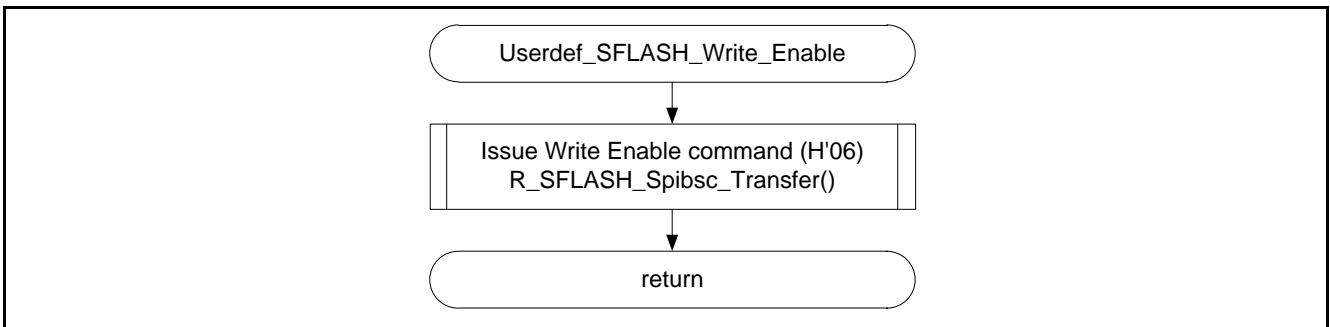 Userdef_SFLASH_Write_Enable
Issue Write Enable command (H'06)
R_SFLASH_Spibsc_Transfer()
return